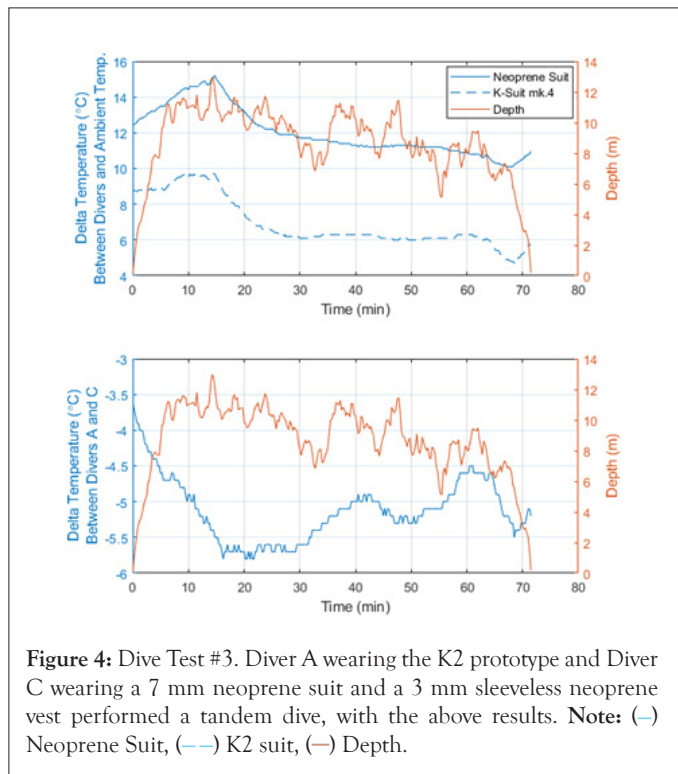 16
14
12
10
8
6
4
Delta Temperature (°C)
Between Divers and Ambient Temp.
Neoprene Suit
K-Suit mk.4
Depth
14
12
10
8
6
4
2
0
Depth (m)
0 10 20 30 40 50 60 70 80
Time (min)
-3
-3.5
-4
-4.5
-5
-5.5
-6
Delta Temperature (°C)
Between Divers A and C
14
12
10
8
6
4
2
0
Depth (m)
0 10 20 30 40 50 60 70 80
Time (min)
Figure 4: Dive Test #3. Diver A wearing the K2 prototype and Diver
C wearing a 7 mm neoprene suit and a 3 mm sleeveless neoprene
vest performed a tandem dive, with the above results. Note: (—)
Neoprene Suit, (— —) K2 suit, (—) Depth.